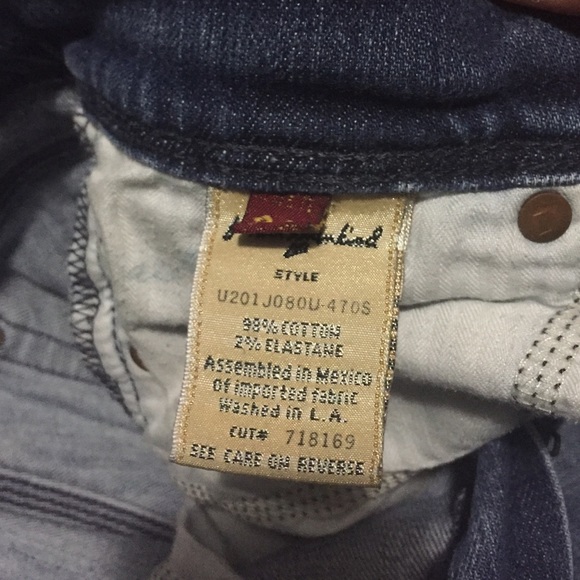 STYLE
U201J080U-470S
98% COTTON
2% ELASTANE
Assembled in Mexico
of imported fabric
Washed in L.A.
CUT# 718169
SEE CARE ON REVERSE